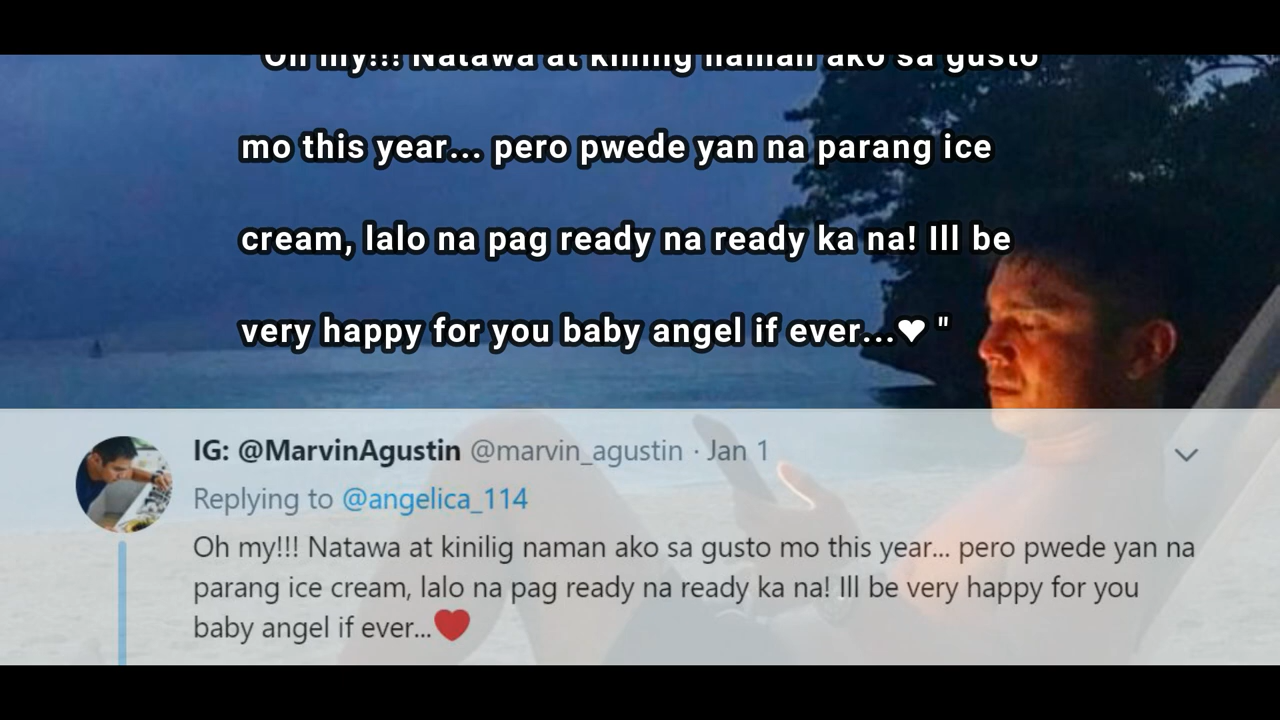 Oh my!!! Natawa at kinilig naman ako sa gusto
mo this year... pero pwede yan na parang ice
cream, lalo na pag ready na ready ka na! Ill be
very happy for you baby angel if ever...♥ "
IG: @MarvinAgustin @marvin_agustin · Jan 1
Replying to @angelica_114
Oh my!!! Natawa at kinilig naman ako sa gusto mo this year... pero pwede yan na
parang ice cream, lalo na pag ready na ready ka na! Ill be very happy for you
baby angel if ever...❤